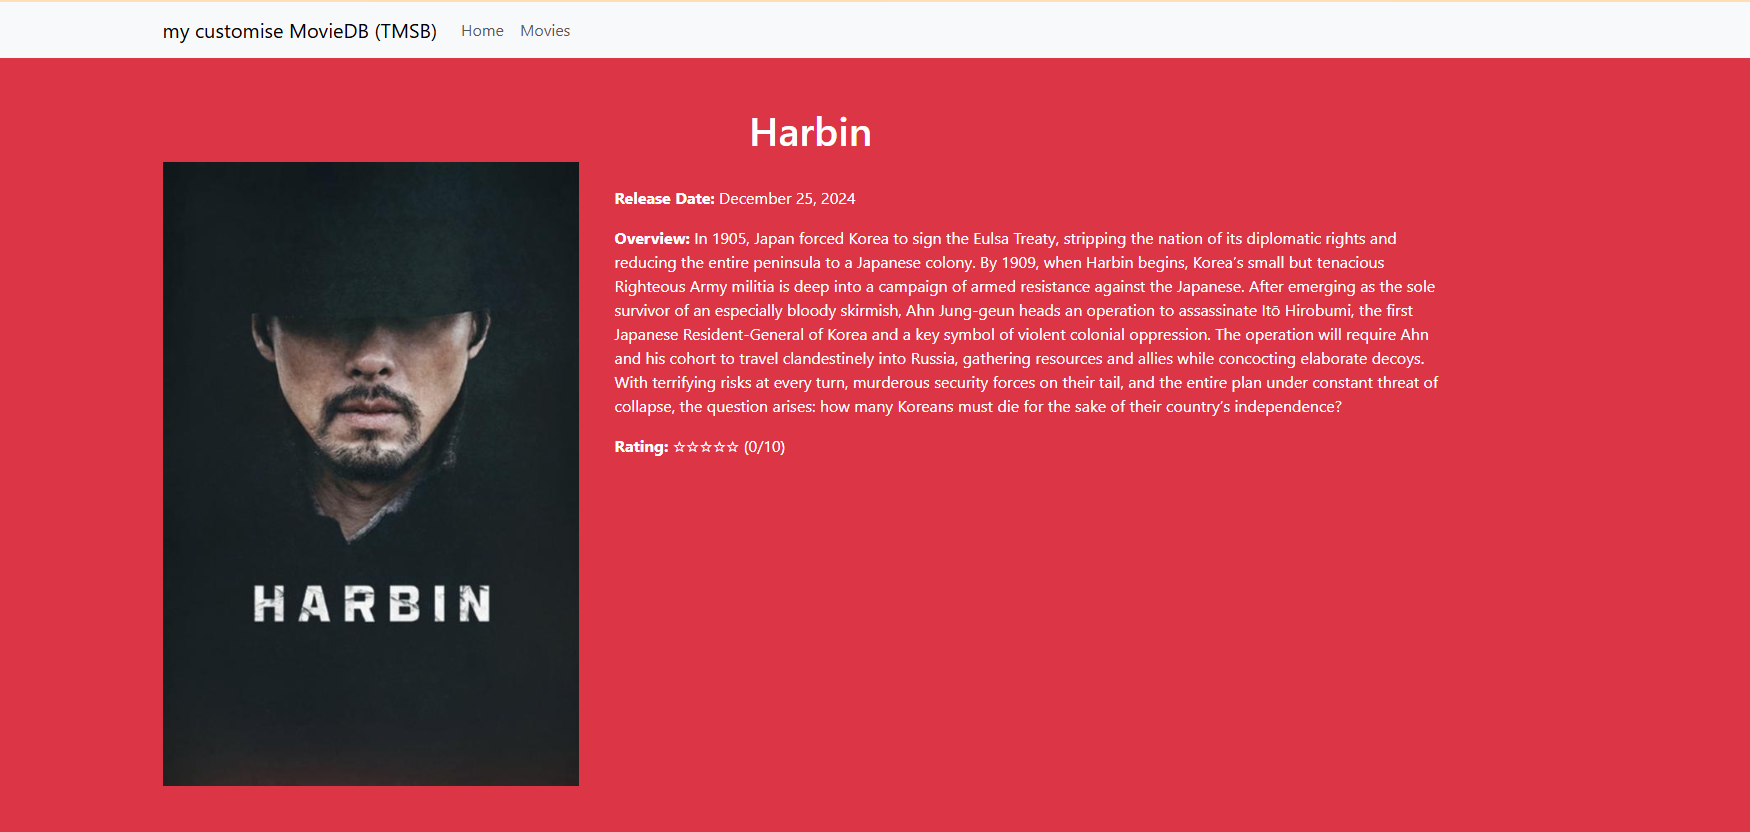 my customise MovieDB (TMSB) Home Movies
Harbin
Release Date: December 25, 2024
Overview: In 1905, Japan forced Korea to sign the Eulsa Treaty, stripping the nation of its diplomatic rights and
reducing the entire peninsula to a Japanese colony. By 1909, when Harbin begins, Korea’s small but tenacious
Righteous Army militia is deep into a campaign of armed resistance against the Japanese. After emerging as the sole
survivor of an especially bloody skirmish, Ahn Jung-geun heads an operation to assassinate Itō Hirobumi, the first
Japanese Resident-General of Korea and a key symbol of violent colonial oppression. The operation will require Ahn
and his cohort to travel clandestinely into Russia, gathering resources and allies while concocting elaborate decoys.
With terrifying risks at every turn, murderous security forces on their tail, and the entire plan under constant threat of
collapse, the question arises: how many Koreans must die for the sake of their country’s independence?
Rating: ☆☆☆☆☆ (0/10)
HARBIN